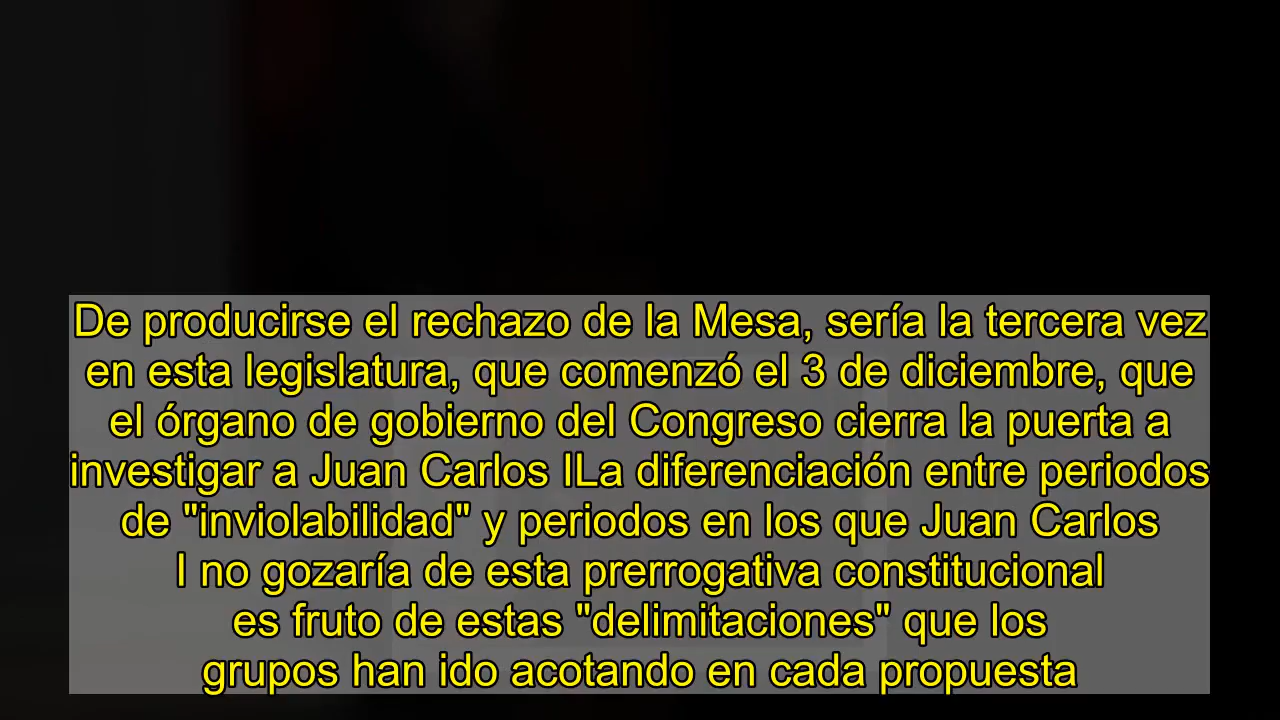 De producirse el rechazo de la Mesa, sería la tercera vez
en esta legislatura, que comenzó el 3 de diciembre, que
el órgano de gobierno del Congreso cierra la puerta a
investigar a Juan Carlos ILa diferenciación entre periodos
de "inviolabilidad" y periodos en los que Juan Carlos
I no gozaría de esta prerrogativa constitucional
es fruto de estas "delimitaciones" que los
grupos han ido acotando en cada propuesta